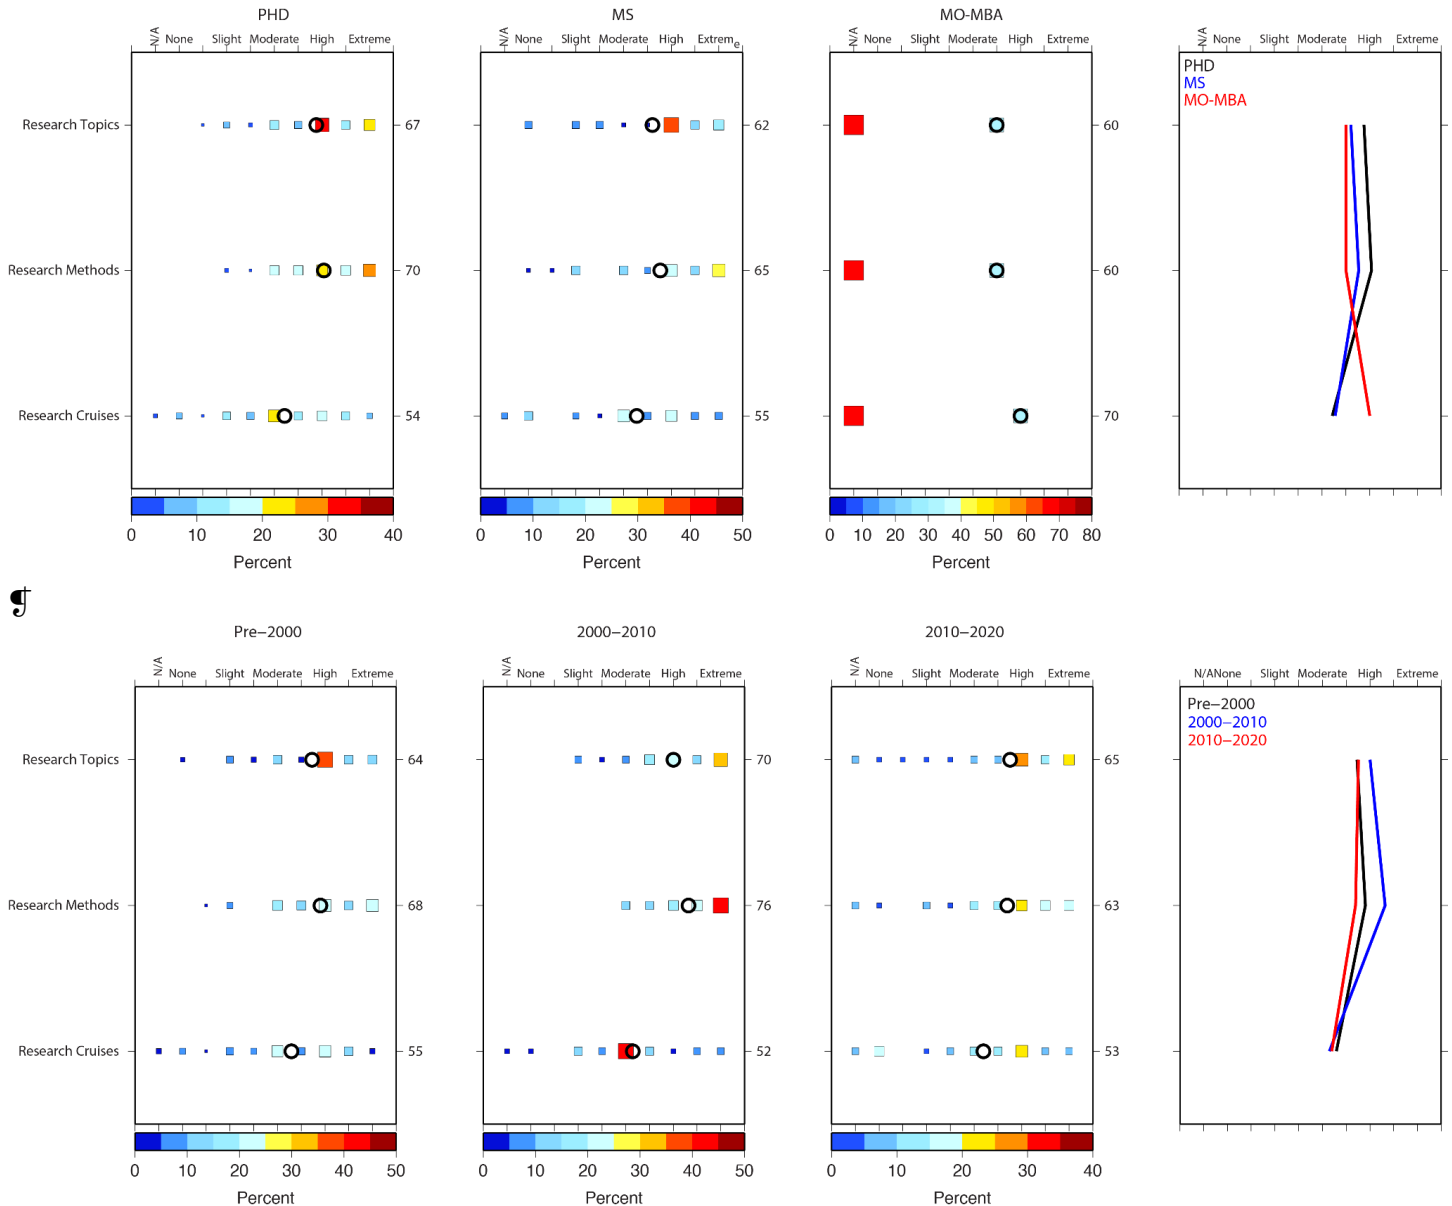 PHD MS MO-MBA
N/A None Slight Moderate High Extreme N/A None Slight Moderate High Extreme N/A None Slight Moderate High Extreme N/A None Slight Moderate High Extreme
PHD
MS
MO-MBA
Research Topics 67 62 60
Research Methods 70 65 60
Research Cruises 54 55 70
0 10 20 30 40 0 10 20 30 40 50 0 10 20 30 40 50 60 70 80
Percent Percent Percent
¶
Pre−2000 2000−2010 2010−2020
N/A None Slight Moderate High Extreme N/A None Slight Moderate High Extreme N/A None Slight Moderate High Extreme N/A None Slight Moderate High Extreme
Pre−2000
2000−2010
2010−2020
Research Topics 64 70 65
Research Methods 68 76 63
Research Cruises 55 52 53
0 10 20 30 40 50 0 10 20 30 40 50 0 10 20 30 40
Percent Percent Percent